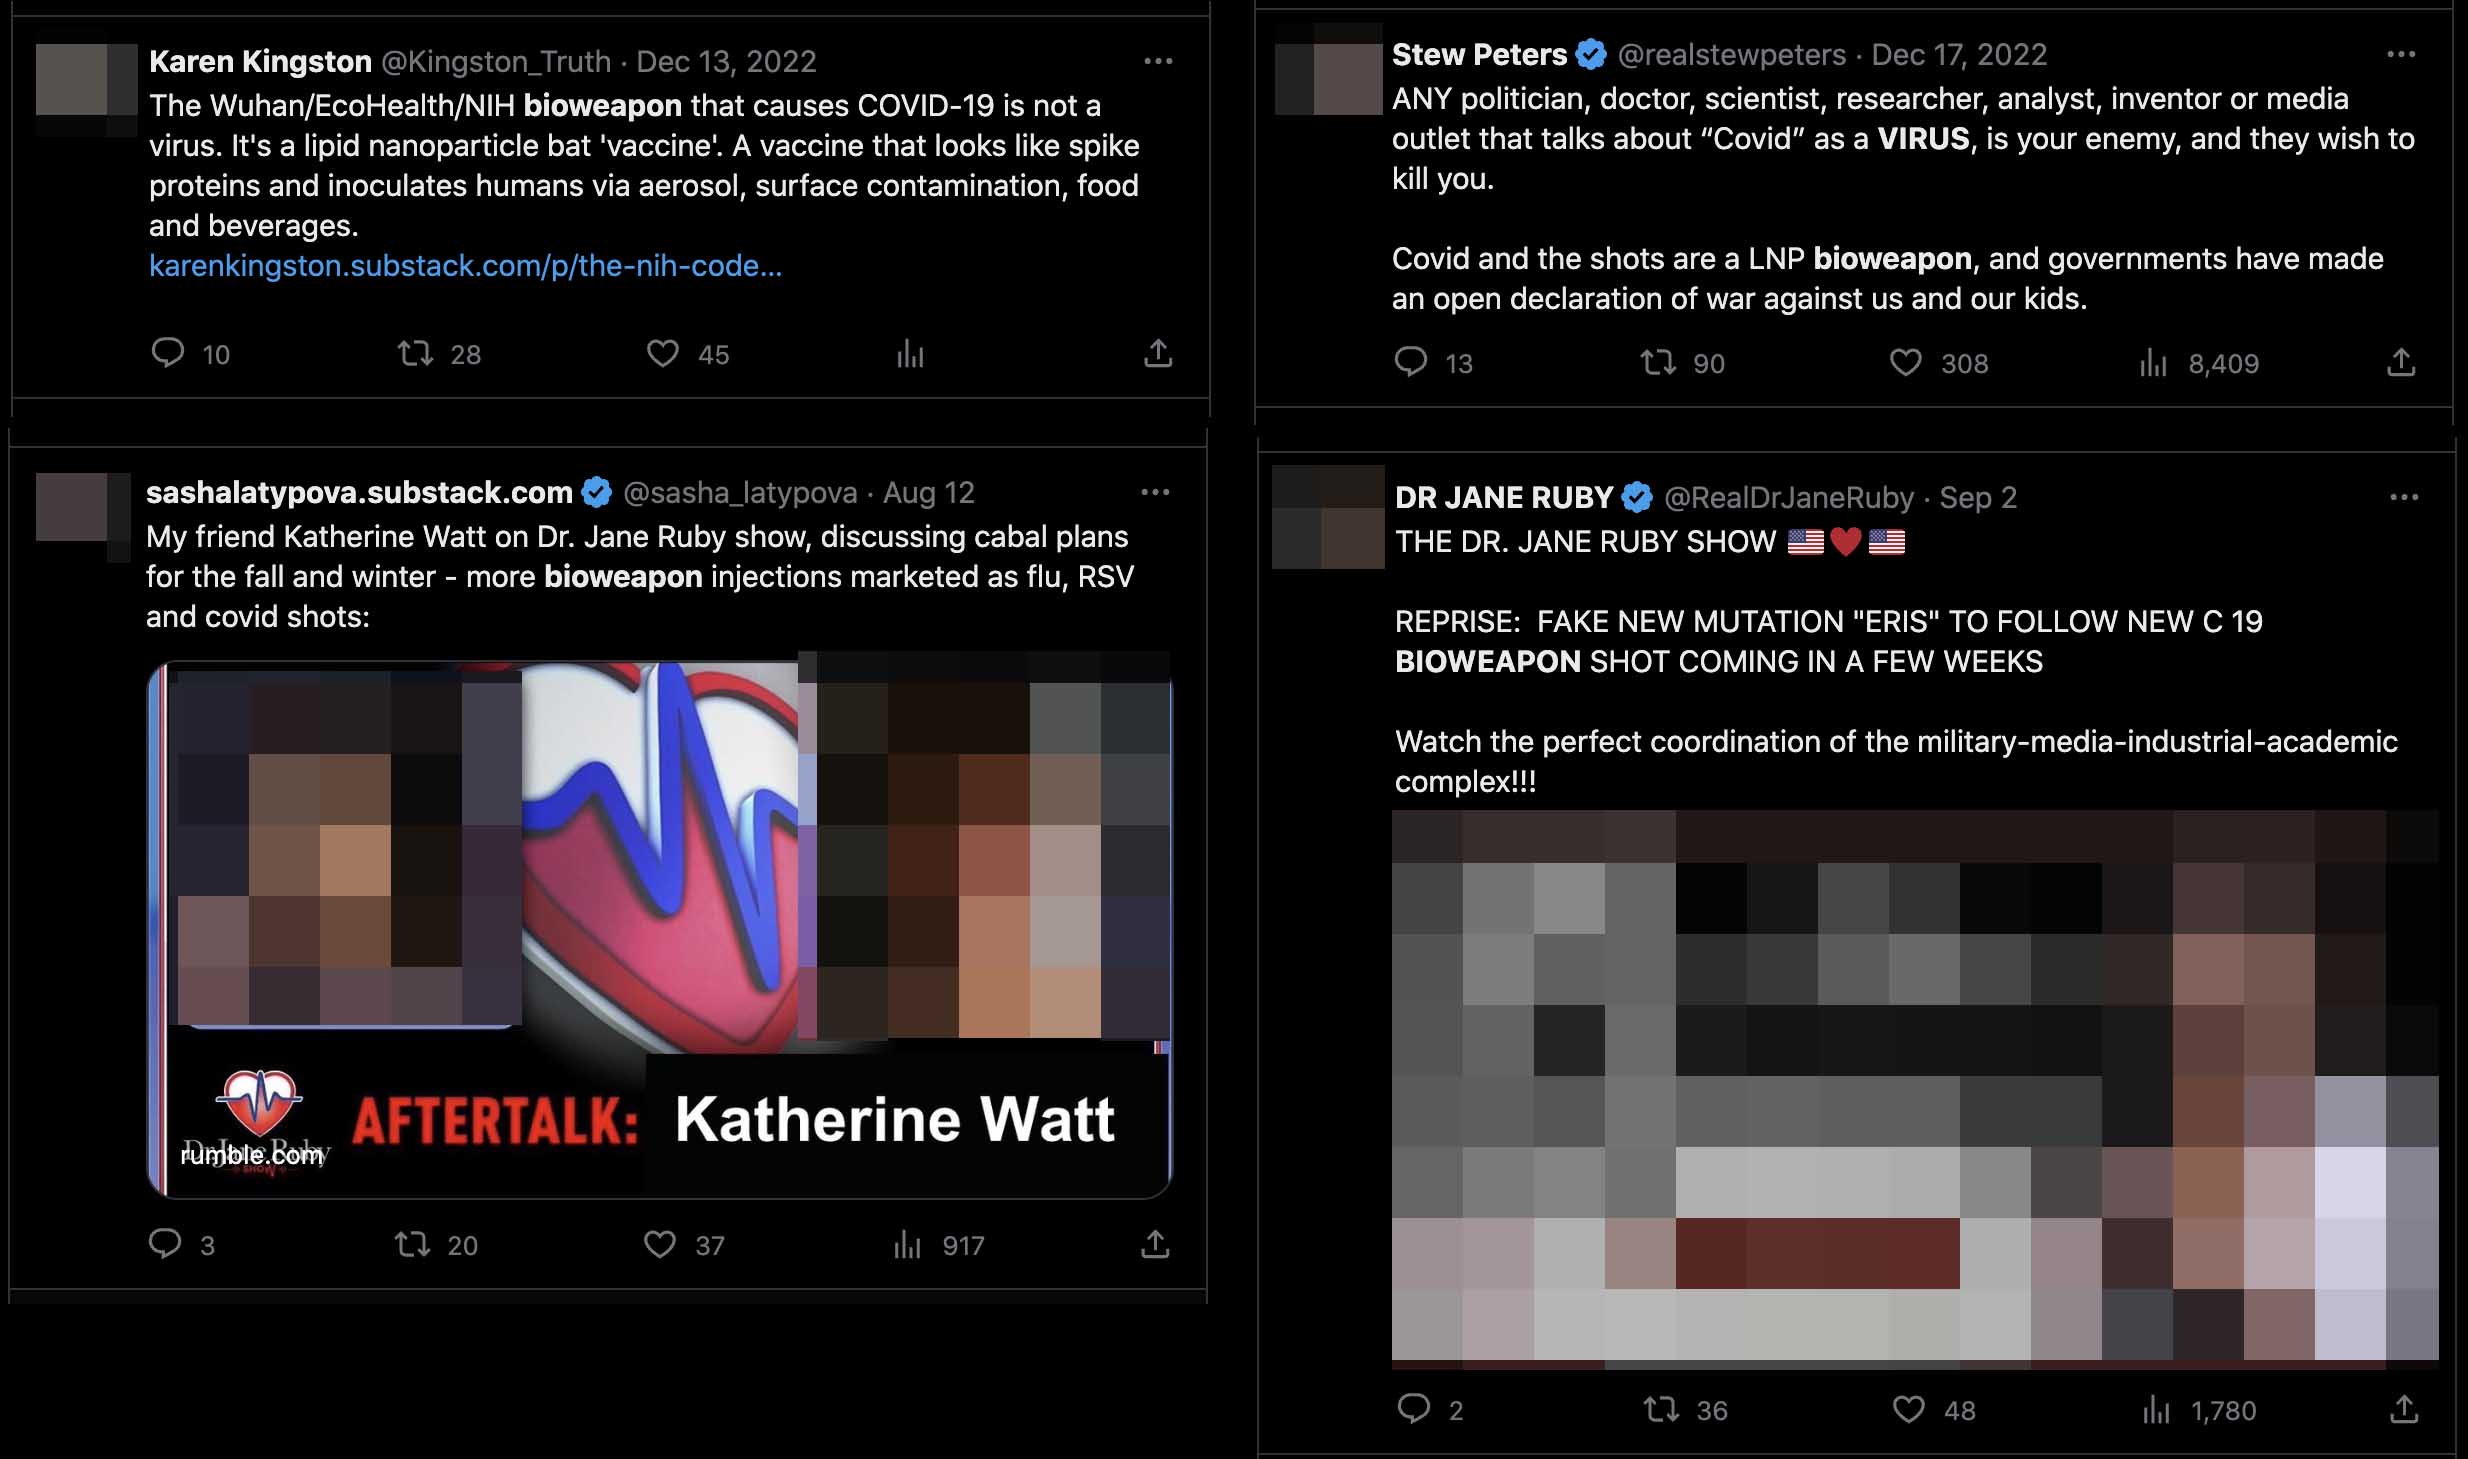 Karen Kingston @Kingston_Truth · Dec 13, 2022
The Wuhan/EcoHealth/NIH bioweapon that causes COVID-19 is not a
virus. It's a lipid nanoparticle bat 'vaccine'. A vaccine that looks like spike
proteins and inoculates humans via aerosol, surface contamination, food
and beverages.
karenkingston.substack.com/p/the-nih-code...
10 28 45
Stew Peters @realstewpeters · Dec 17, 2022
ANY politician, doctor, scientist, researcher, analyst, inventor or media
outlet that talks about “Covid” as a VIRUS, is your enemy, and they wish to
kill you.
Covid and the shots are a LNP bioweapon, and governments have made
an open declaration of war against us and our kids.
13 90 308 8,409
sashalatypova.substack.com @sasha_latypova · Aug 12
My friend Katherine Watt on Dr. Jane Ruby show, discussing cabal plans
for the fall and winter - more bioweapon injections marketed as flu, RSV
and covid shots:
AFTERTALK: Katherine Watt
Dr. Jane Ruby
SHOW
rumble.com
3 20 37 917
DR JANE RUBY @RealDrJaneRuby · Sep 2
THE DR. JANE RUBY SHOW 🇺🇸❤️🇺🇸
REPRISE: FAKE NEW MUTATION "ERIS" TO FOLLOW NEW C 19
BIOWEAPON SHOT COMING IN A FEW WEEKS
Watch the perfect coordination of the military-media-industrial-academic
complex!!!
2 36 48 1,780